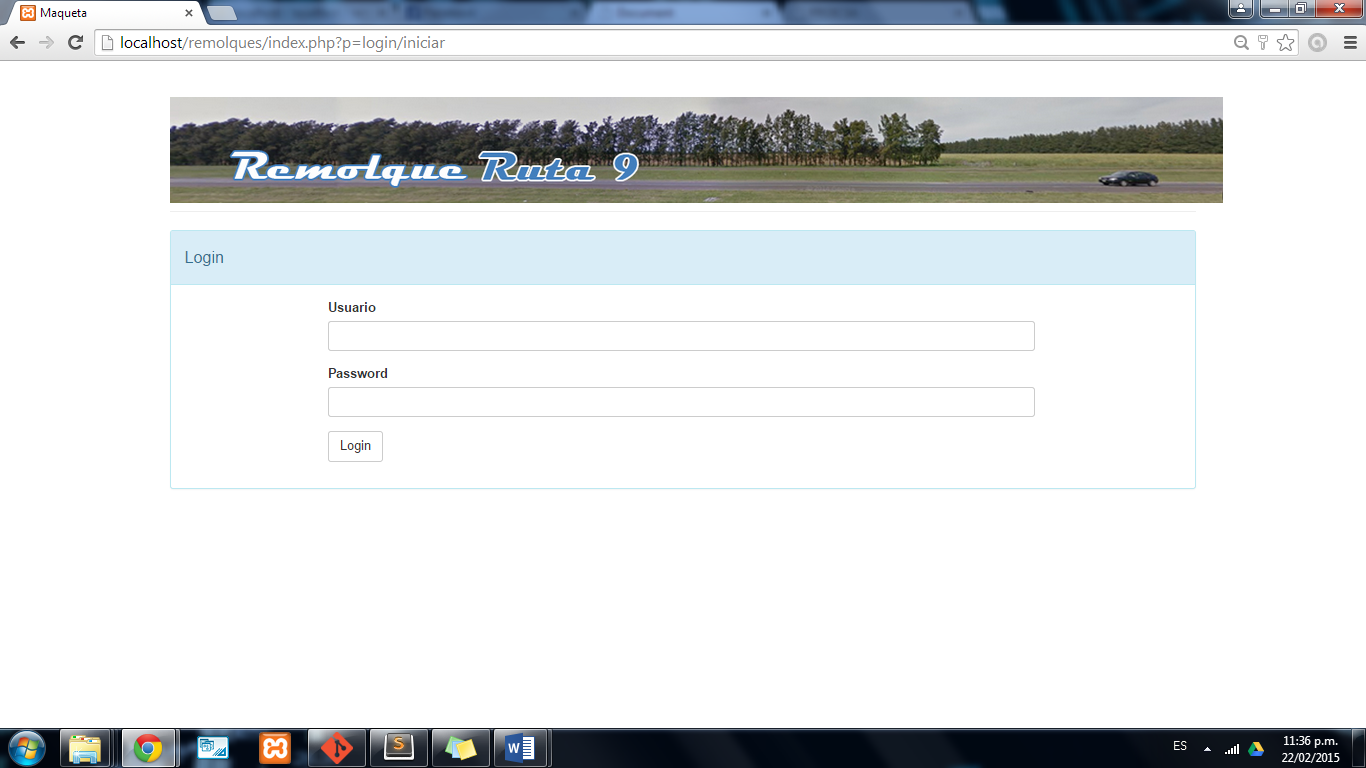 Maqueta
localhost/remolques/index.php?p=login/iniciar
Remolque Ruta 9
Login
Usuario
Password
Login
ES
11:36 p.m.
22/02/2015